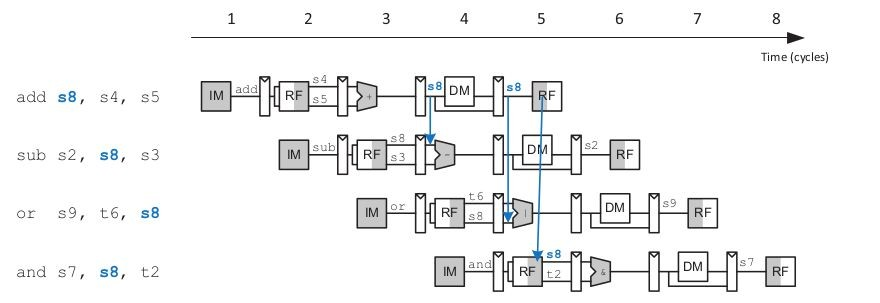 1 2 3 4 5 6 7 8
Time (cycles)
add s8, s4, s5 IM add RF s4 s5 + s8 DM s8 RF
sub s2, s8, s3 IM sub RF s8 s3 - DM s2 RF
or s9, t6, s8 IM or RF t6 s8 | DM s9 RF
and s7, s8, t2 IM and RF s8 t2 & DM s7 RF